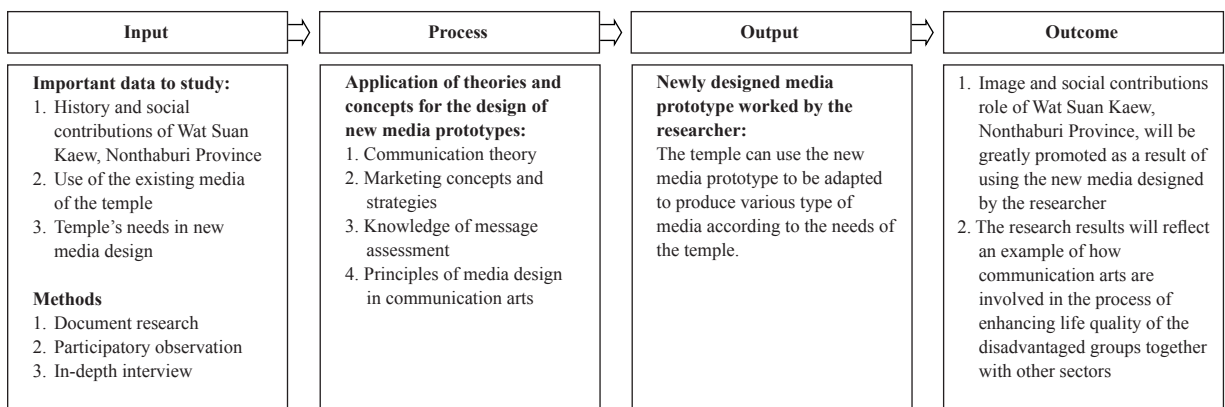 Input
Process
Output
Outcome
Important data to study:
1. History and social
contributions of Wat Suan
Kaew, Nonthaburi Province
2. Use of the existing media
of the temple
3. Temple's needs in new
media design
Methods
1. Document research
2. Participatory observation
3. In-depth interview
Application of theories and
concepts for the design of
new media prototypes:
1. Communication theory
2. Marketing concepts and
strategies
3. Knowledge of message
assessment
4. Principles of media design
in communication arts
Newly designed media
prototype worked by the
researcher:
The temple can use the new
media prototype to be adapted
to produce various type of
media according to the needs of
the temple.
1. Image and social contributions
role of Wat Suan Kaew,
Nonthaburi Province, will be
greatly promoted as a result of
using the new media designed
by the researcher
2. The research results will reflect
an example of how
communication arts are
involved in the process of
enhancing life quality of the
disadvantaged groups together
with other sectors